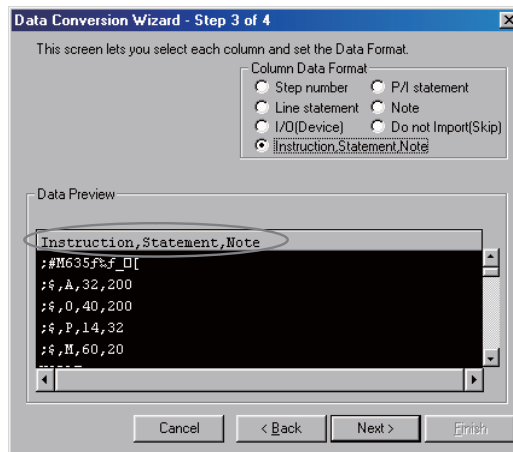 Data Conversion Wizard - Step 3 of 4
This screen lets you select each column and set the Data Format.
Column Data Format
Step number P/I statement
Line statement Note
I/O(Device) Do not Import(Skip)
Instruction,Statement,Note
Data Preview
Instruction,Statement,Note
;#M635ƒ‰ƒ_□[
;$,A,32,200
;$,0,40,200
;$,P,14,32
;$,M,60,20
Cancel < Back Next > Finish